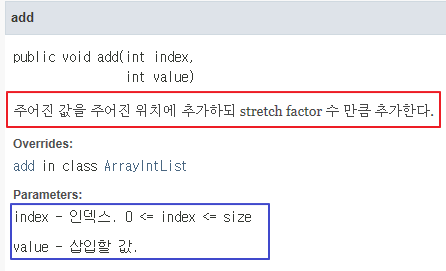 add
public void add(int index,
int value)
주어진 값을 주어진 위치에 추가하되 stretch factor 수 만큼 추가한다.
Overrides:
add in class ArrayIntList
Parameters:
index - 인덱스. 0 <= index <= size
value - 삽입할 값.